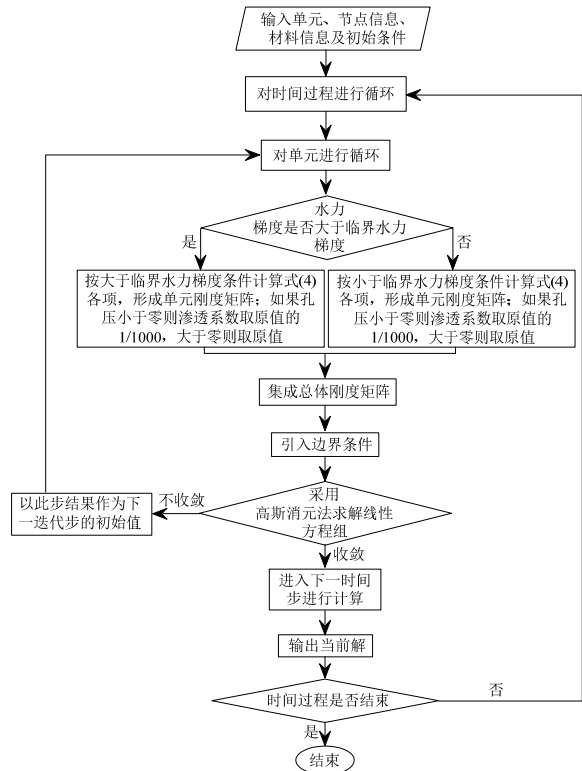 输入单元、节点信息、
材料信息及初始条件
对时间过程进行循环
对单元进行循环
水力
梯度是否大于临界水力
梯度
是
否
按大于临界水力梯度条件计算式(4)
各项，形成单元刚度矩阵；如果孔
压小于零则渗透系数取原值的
1/1000，大于零则取原值
按小于临界水力梯度条件计算式(4)
各项，形成单元刚度矩阵；如果孔
压小于零则渗透系数取原值的
1/1000，大于零则取原值
集成总体刚度矩阵
引入边界条件
采用
高斯消元法求解线性
方程组
不收敛
以此步结果作为下
一迭代步的初始值
收敛
进入下一时间
步进行计算
输出当前解
时间过程是否结束
否
是
结束